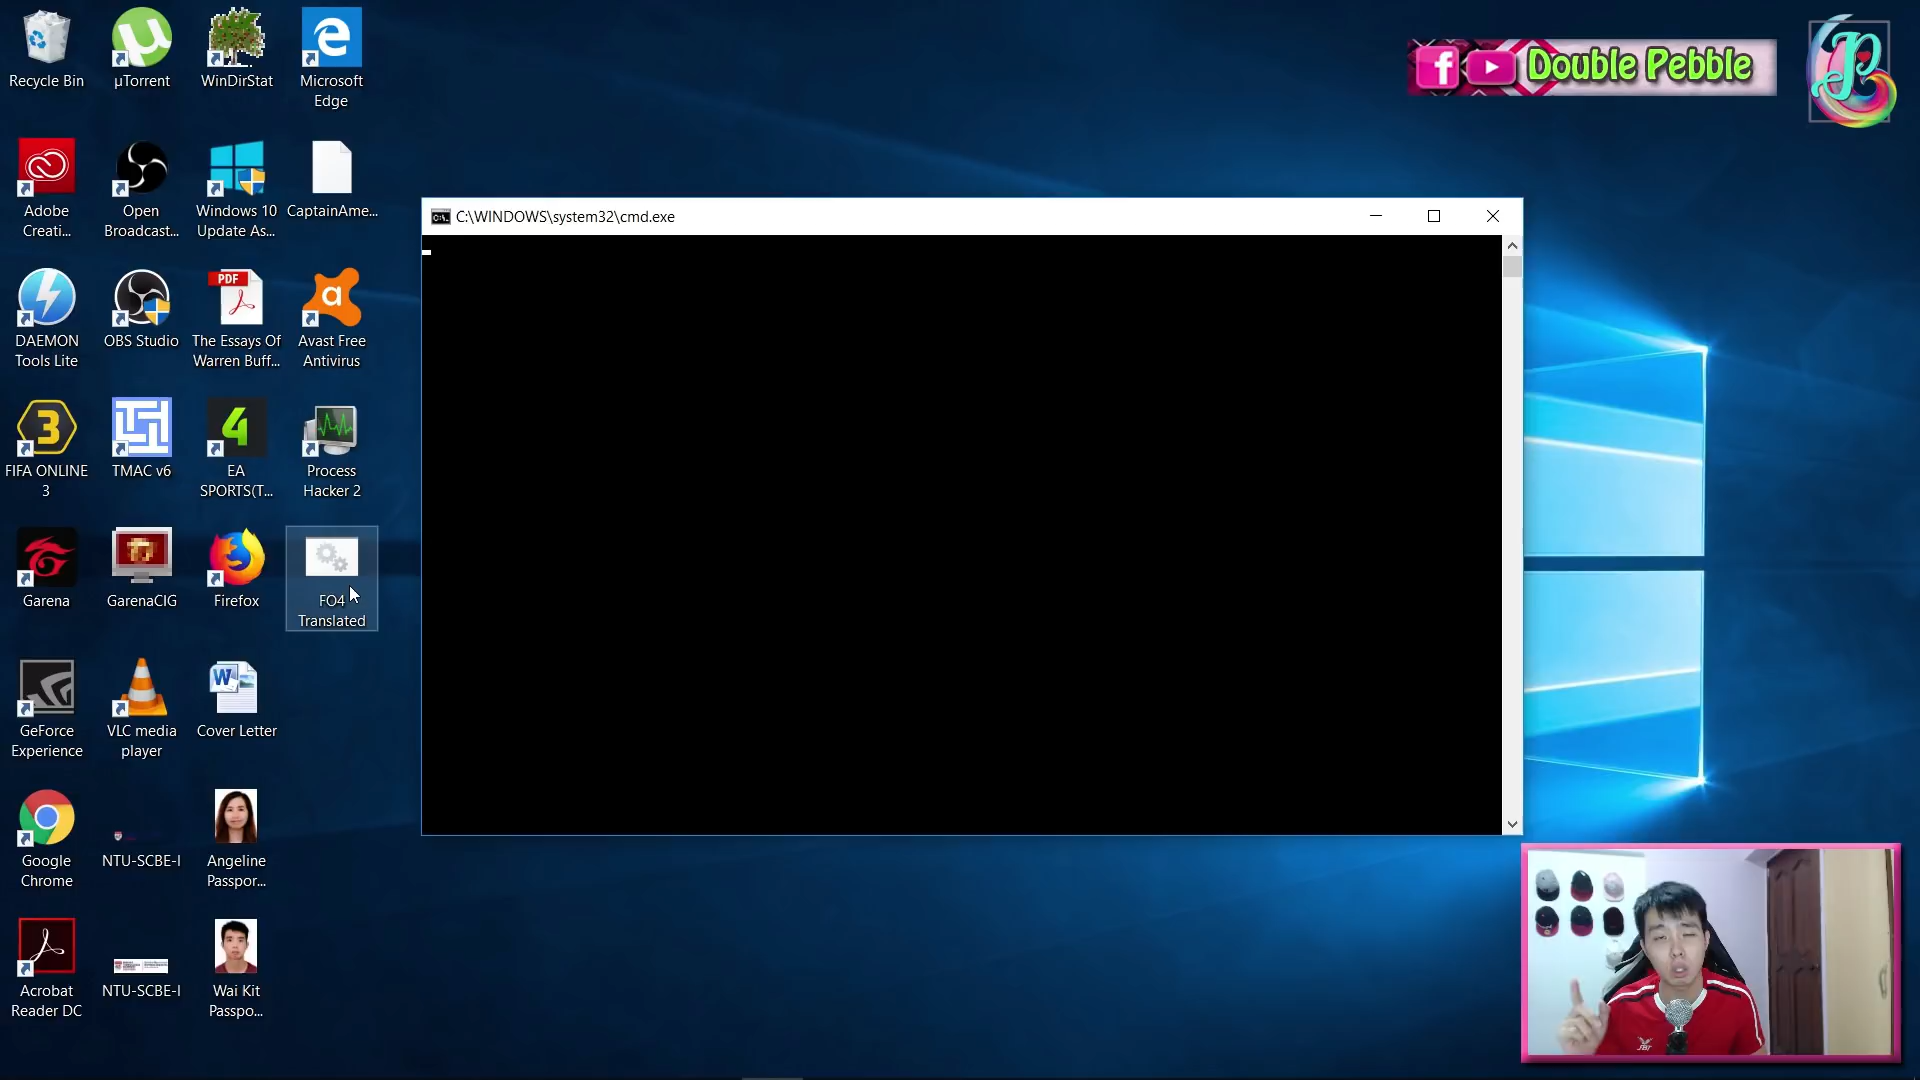 Recycle Bin
µTorrent
WinDirStat
Microsoft
Edge
Double Pebble
Adobe
Creati...
Open
Broadcast...
Windows 10
Update As...
CaptainAme...
C:\WINDOWS\system32\cmd.exe
DAEMON
Tools Lite
OBS Studio
PDF
The Essays Of
Warren Buff...
Avast Free
Antivirus
FIFA ONLINE
3
TMAC v6
EA
SPORTS(T...
Process
Hacker 2
Garena
GarenaCIG
Firefox
FO4
Translated
GeForce
Experience
VLC media
player
Cover Letter
Google
Chrome
NTU-SCBE-I
Angeline
Passpor...
Acrobat
Reader DC
NTU-SCBE-I
Wai Kit
Passpo...